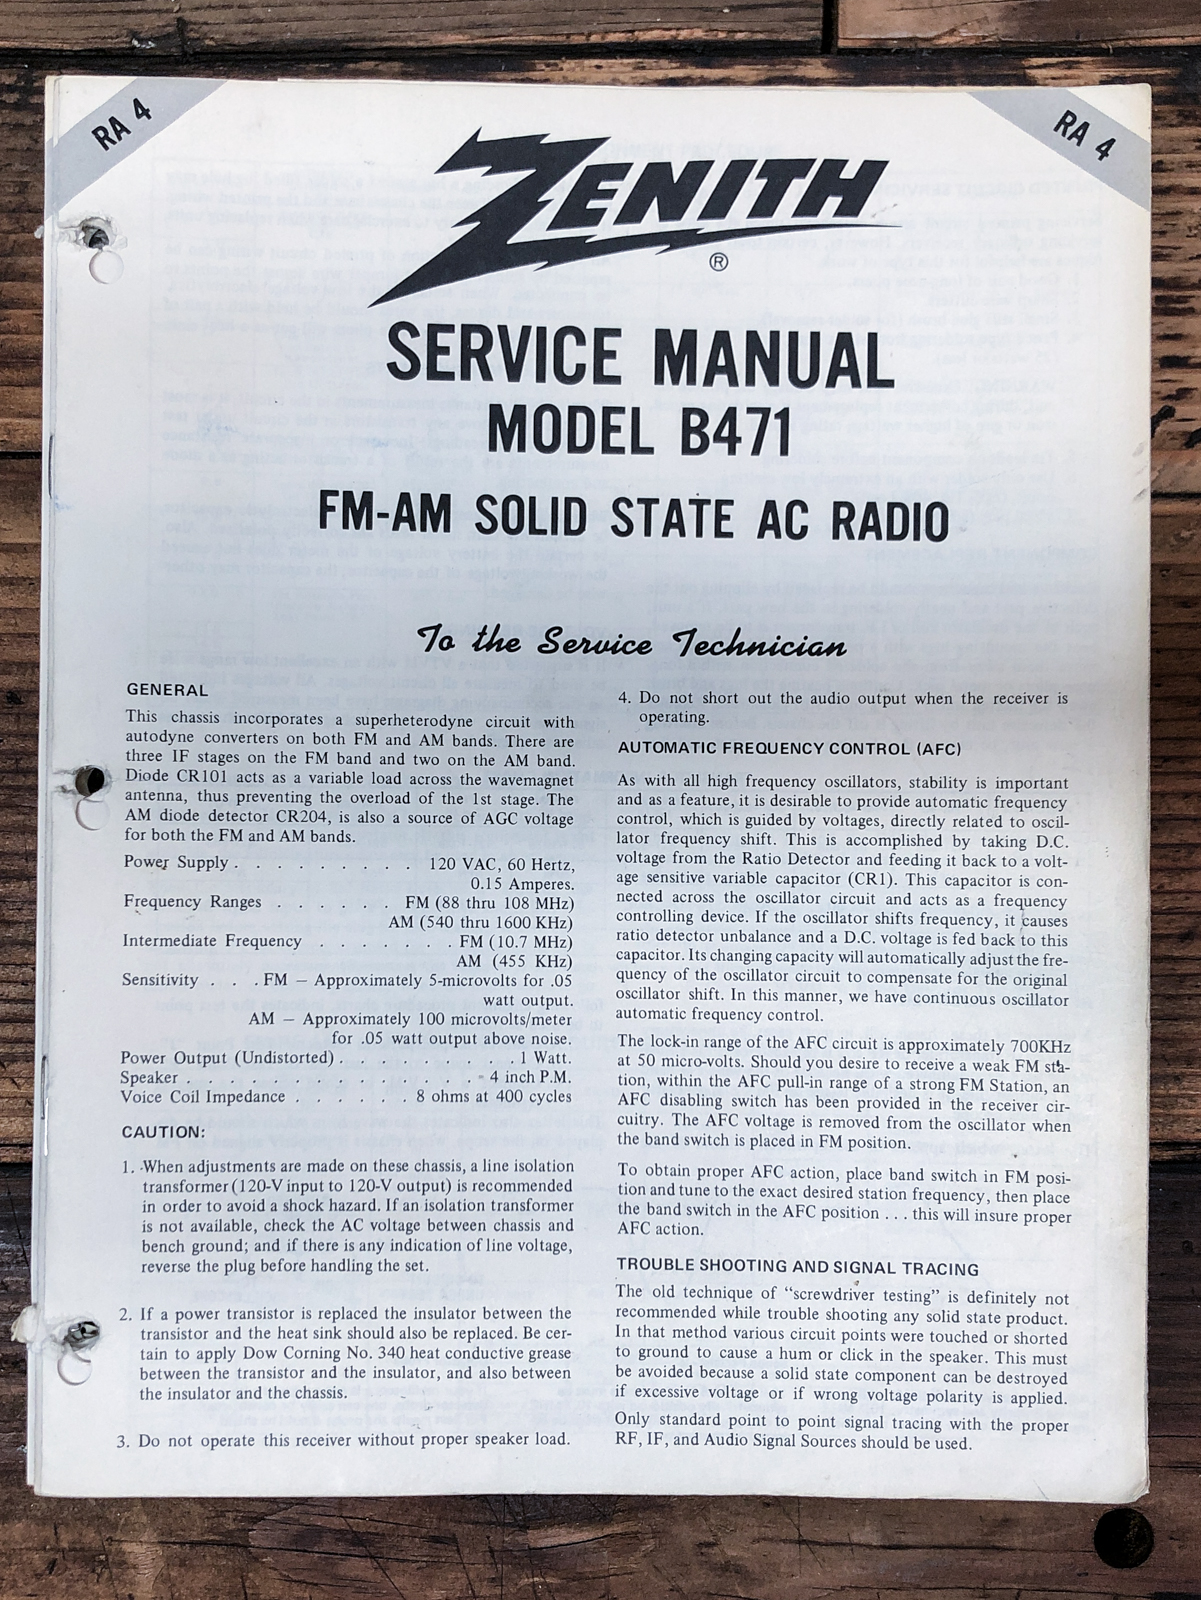 RA 4
RA 4
ZENITH
®
SERVICE MANUAL
MODEL B471
FM-AM SOLID STATE AC RADIO
To the Service Technician
GENERAL
This chassis incorporates a superheterodyne circuit with
autodyne converters on both FM and AM bands. There are
three IF stages on the FM band and two on the AM band.
Diode CR101 acts as a variable load across the wavemagnet
antenna, thus preventing the overload of the 1st stage. The
AM diode detector CR204, is also a source of AGC voltage
for both the FM and AM bands.
Power Supply . . . . . . . . . 120 VAC, 60 Hertz,
0.15 Amperes.
Frequency Ranges . . . . . . FM (88 thru 108 MHz)
AM (540 thru 1600 KHz)
Intermediate Frequency . . . . . . . FM (10.7 MHz)
AM (455 KHz)
Sensitivity . . . FM — Approximately 5-microvolts for .05
watt output.
AM — Approximately 100 microvolts/meter
for .05 watt output above noise.
Power Output (Undistorted) . . . . . . . . . . 1 Watt.
Speaker . . . . . . . . . . . . . . . 4 inch P.M.
Voice Coil Impedance . . . . . . 8 ohms at 400 cycles
CAUTION:
1. When adjustments are made on these chassis, a line isolation
transformer (120-V input to 120-V output) is recommended
in order to avoid a shock hazard. If an isolation transformer
is not available, check the AC voltage between chassis and
bench ground; and if there is any indication of line voltage,
reverse the plug before handling the set.
2. If a power transistor is replaced the insulator between the
transistor and the heat sink should also be replaced. Be cer-
tain to apply Dow Corning No. 340 heat conductive grease
between the transistor and the insulator, and also between
the insulator and the chassis.
3. Do not operate this receiver without proper speaker load.
4. Do not short out the audio output when the receiver is
operating.
AUTOMATIC FREQUENCY CONTROL (AFC)
As with all high frequency oscillators, stability is important
and as a feature, it is desirable to provide automatic frequency
control, which is guided by voltages, directly related to oscil-
lator frequency shift. This is accomplished by taking D.C.
voltage from the Ratio Detector and feeding it back to a volt-
age sensitive variable capacitor (CR1). This capacitor is con-
nected across the oscillator circuit and acts as a frequency
controlling device. If the oscillator shifts frequency, it causes
ratio detector unbalance and a D.C. voltage is fed back to this
capacitor. Its changing capacity will automatically adjust the fre-
quency of the oscillator circuit to compensate for the original
oscillator shift. In this manner, we have continuous oscillator
automatic frequency control.
The lock-in range of the AFC circuit is approximately 700KHz
at 50 micro-volts. Should you desire to receive a weak FM sta-
tion, within the AFC pull-in range of a strong FM Station, an
AFC disabling switch has been provided in the receiver cir-
cuitry. The AFC voltage is removed from the oscillator when
the band switch is placed in FM position.
To obtain proper AFC action, place band switch in FM posi-
tion and tune to the exact desired station frequency, then place
the band switch in the AFC position . . . this will insure proper
AFC action.
TROUBLE SHOOTING AND SIGNAL TRACING
The old technique of “screwdriver testing” is definitely not
recommended while trouble shooting any solid state product.
In that method various circuit points were touched or shorted
to ground to cause a hum or click in the speaker. This must
be avoided because a solid state component can be destroyed
if excessive voltage or if wrong voltage polarity is applied.
Only standard point to point signal tracing with the proper
RF, IF, and Audio Signal Sources should be used.